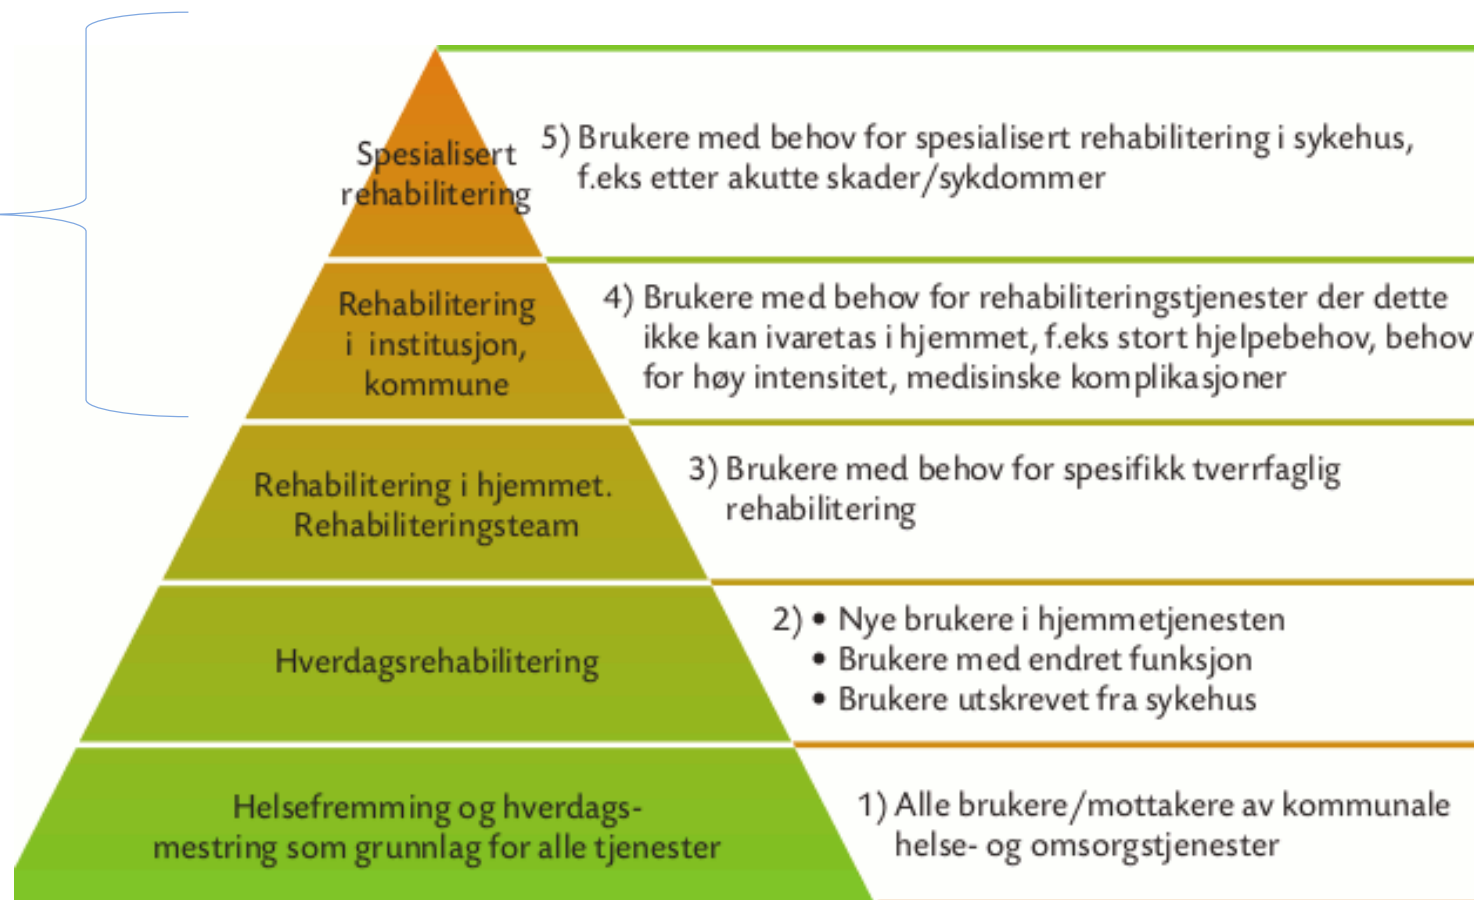 Spesialisert
rehabilitering
5) Brukere med behov for spesialisert rehabilitering i sykehus,
f.eks etter akutte skader/sykdommer
Rehabilitering
i institusjon,
kommune
4) Brukere med behov for rehabiliteringstjenester der dette
ikke kan ivaretas i hjemmet, f.eks stort hjelpebehov, behov
for høy intensitet, medisinske komplikasjoner
Rehabilitering i hjemmet.
Rehabiliteringsteam
3) Brukere med behov for spesifikk tverrfaglig
rehabilitering
Hverdagsrehabilitering
2) • Nye brukere i hjemmetjenesten
• Brukere med endret funksjon
• Brukere utskrevet fra sykehus
Helsefremming og hverdags-
mestring som grunnlag for alle tjenester
1) Alle brukere/mottakere av kommunale
helse- og omsorgstjenester